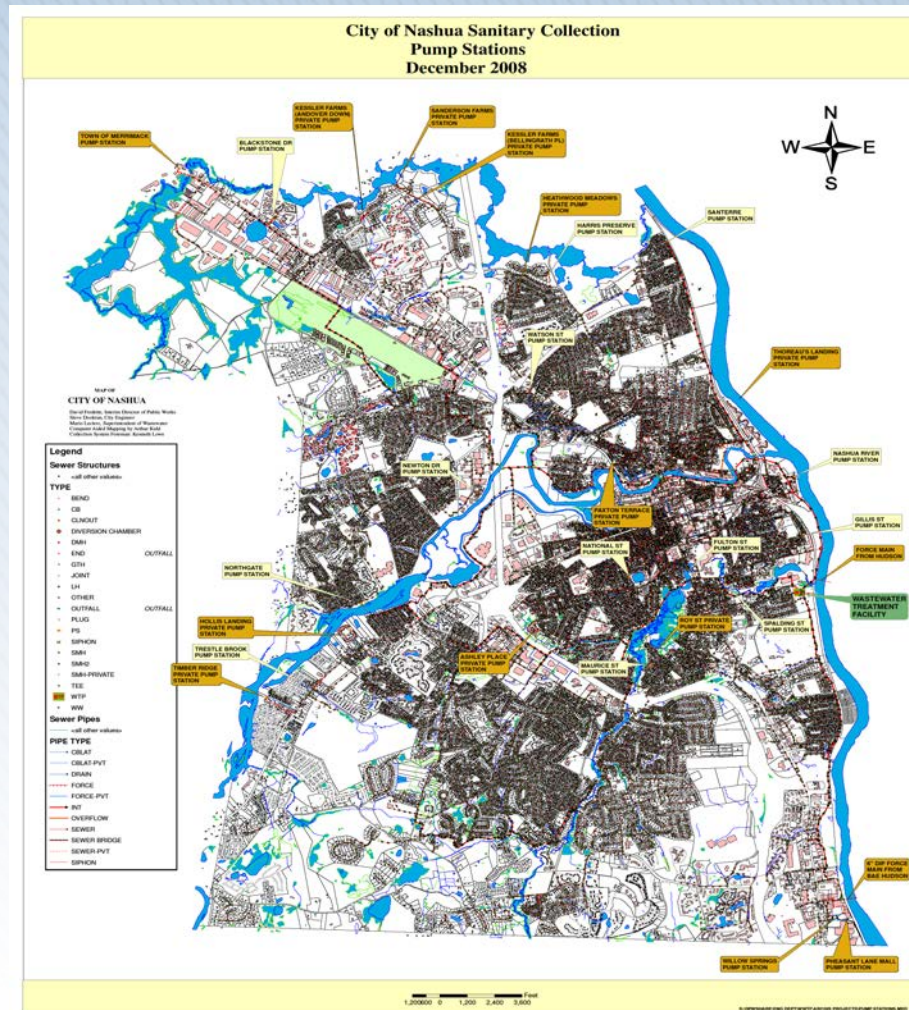 City of Nashua Sanitary Collection
Pump Stations
December 2008
N
W E
S
TOWN OF MERRIMACK
PUMP STATION
BLACKSTONE DR
PUMP STATION
KESSLER FARMS
(ANDOVER DOWN)
PRIVATE PUMP
STATION
SANDERSON FARMS
PRIVATE PUMP
STATION
KESSLER FARMS
(BELLINGRATH PL)
PRIVATE PUMP
STATION
HEATHWOOD MEADOWS
PRIVATE PUMP
STATION
HARRIS PRESERVE
PUMP STATION
SANTERRE
PUMP STATION
WATSON ST
PUMP STATION
THOREAU'S LANDING
PRIVATE PUMP
STATION
NEWTON DR
PUMP STATION
NASHUA RIVER
PUMP STATION
PAXTON TERRACE
PRIVATE PUMP
STATION
GILLIS ST
PUMP STATION
NATIONAL ST
PUMP STATION
FULTON ST
PUMP STATION
FORCE MAIN
FROM HUDSON
NORTHGATE
PUMP STATION
WASTEWATER
TREATMENT
FACILITY
HOLLIS LANDING
PRIVATE PUMP
STATION
ROY ST PRIVATE
PUMP STATION
SPALDING ST
PUMP STATION
TRESTLE BROOK
PUMP STATION
ASHLEY PLACE
PRIVATE PUMP
STATION
MAURICE ST
PUMP STATION
TIMBER RIDGE
PRIVATE PUMP
STATION
6" DIP FORCE
MAIN FROM
BAE HUDSON
WILLOW SPRINGS
PUMP STATION
PHEASANT LANE MALL
PUMP STATION
MAP OF
CITY OF NASHUA
Legend
Sewer Structures
<all other values>
TYPE
BEND
CB
CLNOUT
DIVERSION CHAMBER
DMH
END OUTFALL
GTH
JOINT
LH
OTHER
OUTFALL OUTFALL
PLUG
PS
SIPHON
SMH
SMH2
SMH-PRIVATE
TEE
WTP
WW
Sewer Pipes
<all other values>
PIPE TYPE
CBLAT
CBLAT-PVT
DRAIN
FORCE
FORCE-PVT
INT
OVERFLOW
SEWER
SEWER BRIDGE
SEWER-PVT
SIPHON
Feet
1,200600 0 1,200 2,400 3,600